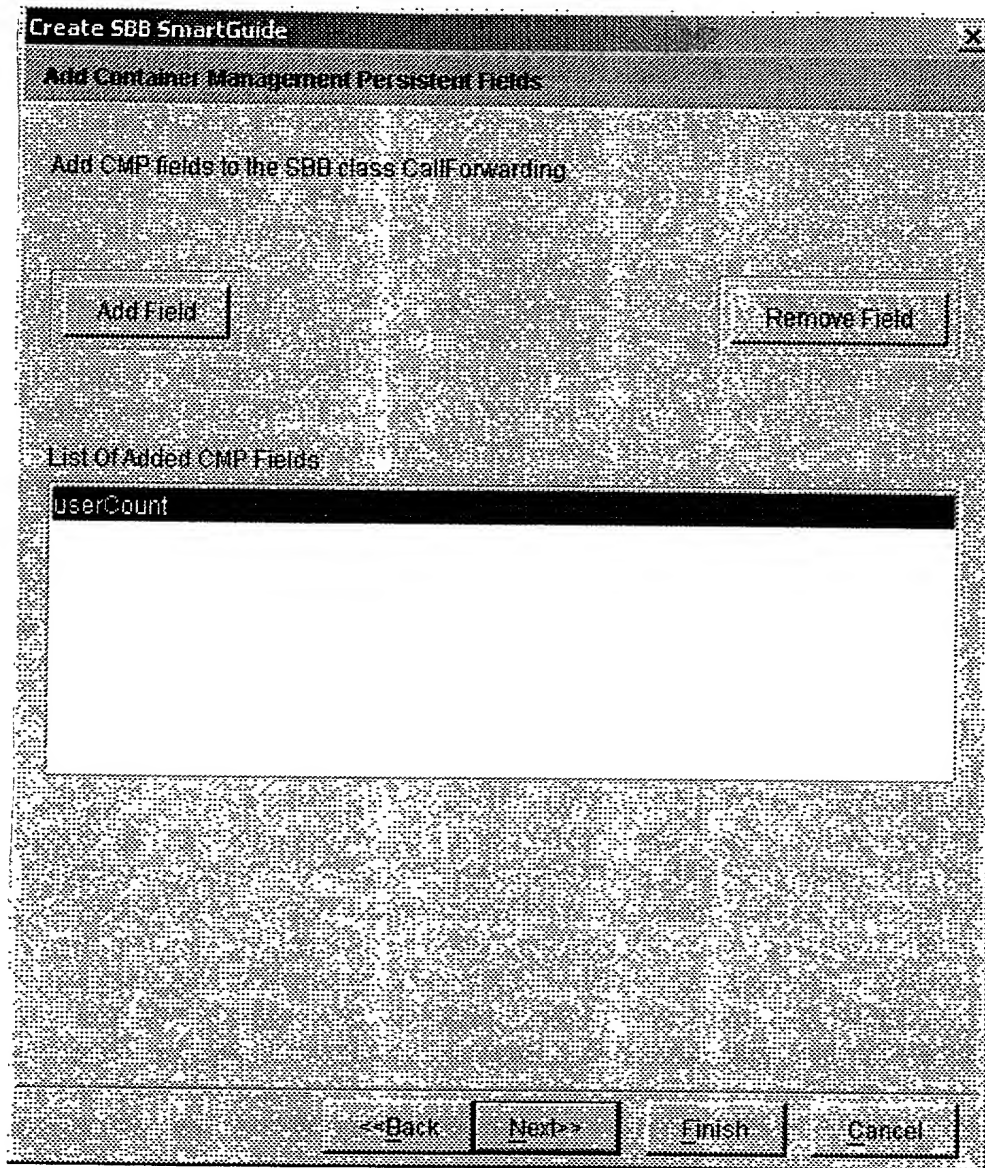 Create SBB SmartGuide
Add Container Management Persistent Fields
Add CMP fields to the SBB class CallForwarding
Add Field
Remove Field
List Of Added CMP Fields
userCount
<<Back
Next>>
Finish
Cancel